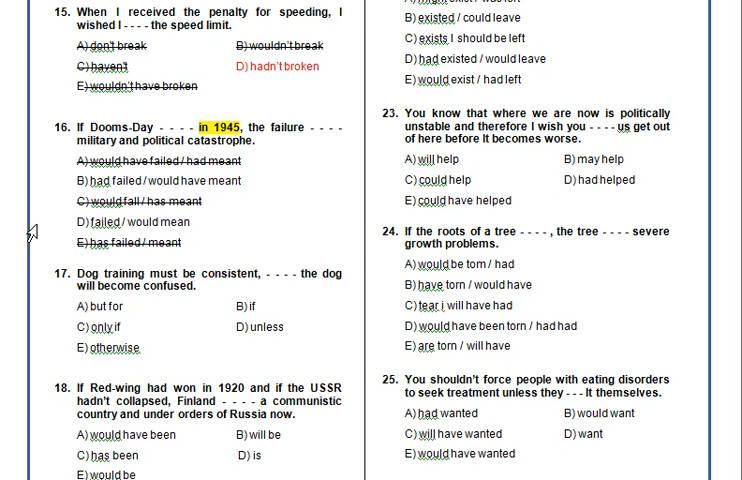 15. When I received the penalty for speeding, I
wished I - - - - the speed limit.
A) don't break B) wouldn't break
C) haven't D) hadn't broken
E) wouldn't have broken
16. If Dooms-Day - - - - in 1945, the failure - - - -
military and political catastrophe.
A) would have failed / had meant
B) had failed / would have meant
C) would fall / has meant
D) failed / would mean
E) has failed / meant
17. Dog training must be consistent, - - - - the dog
will become confused.
A) but for B) if
C) only if D) unless
E) otherwise
18. If Red-wing had won in 1920 and if the USSR
hadn't collapsed, Finland - - - - a communistic
country and under orders of Russia now.
A) would have been B) will be
C) has been D) is
E) would be
B) existed / could leave
C) exists I should be left
D) had existed / would leave
E) would exist / had left
23. You know that where we are now is politically
unstable and therefore I wish you - - - - us get out
of here before It becomes worse.
A) will help B) may help
C) could help D) had helped
E) could have helped
24. If the roots of a tree - - - - , the tree - - - - severe
growth problems.
A) would be tom / had
B) have torn / would have
C) tear i will have had
D) would have been torn / had had
E) are torn / will have
25. You shouldn't force people with eating disorders
to seek treatment unless they - - - It themselves.
A) had wanted B) would want
C) will have wanted D) want
E) would have wanted